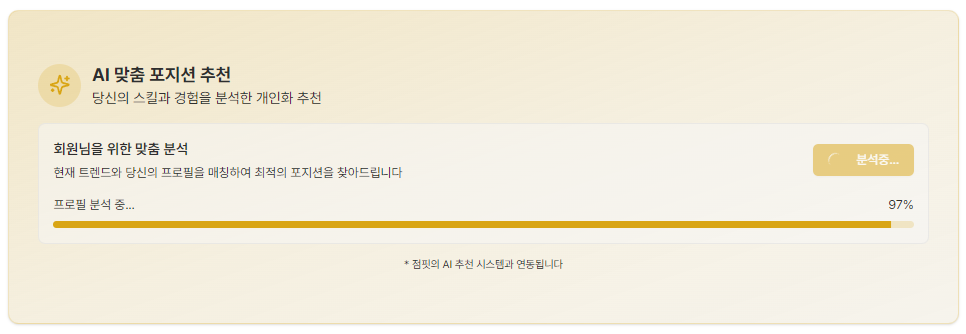 AI 맞춤 포지션 추천
당신의 스킬과 경험을 분석한 개인화 추천
회원님을 위한 맞춤 분석
현재 트렌드와 당신의 프로필을 매칭하여 최적의 포지션을 찾아드립니다
분석중...
프로필 분석 중...
97%
* 점핏의 AI 추천 시스템과 연동됩니다